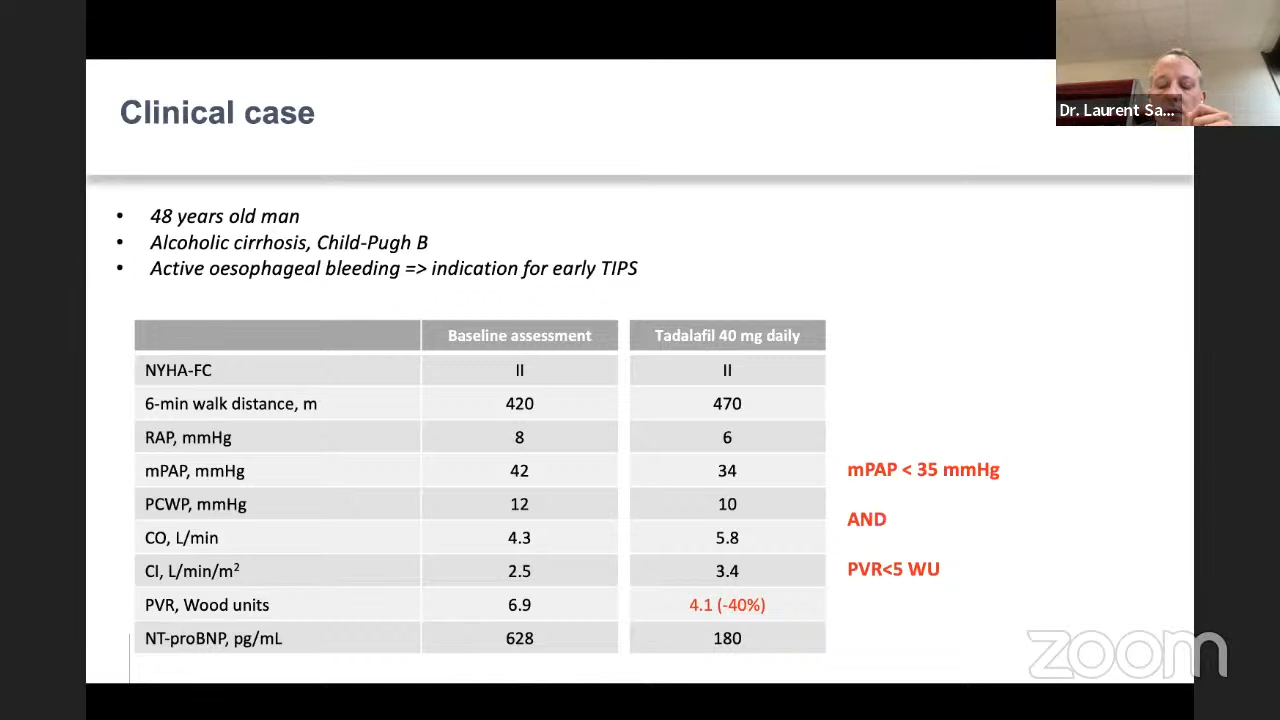 Dr. Laurent Sa...
Clinical case
• 48 years old man
• Alcoholic cirrhosis, Child-Pugh B
• Active oesophageal bleeding => indication for early TIPS
Baseline assessment Tadalafil 40 mg daily
NYHA-FC II II
6-min walk distance, m 420 470
RAP, mmHg 8 6
mPAP, mmHg 42 34
mPAP < 35 mmHg
PCWP, mmHg 12 10
AND
CO, L/min 4.3 5.8
CI, L/min/m² 2.5 3.4
PVR<5 WU
PVR, Wood units 6.9 4.1 (-40%)
NT-proBNP, pg/mL 628 180
zoom